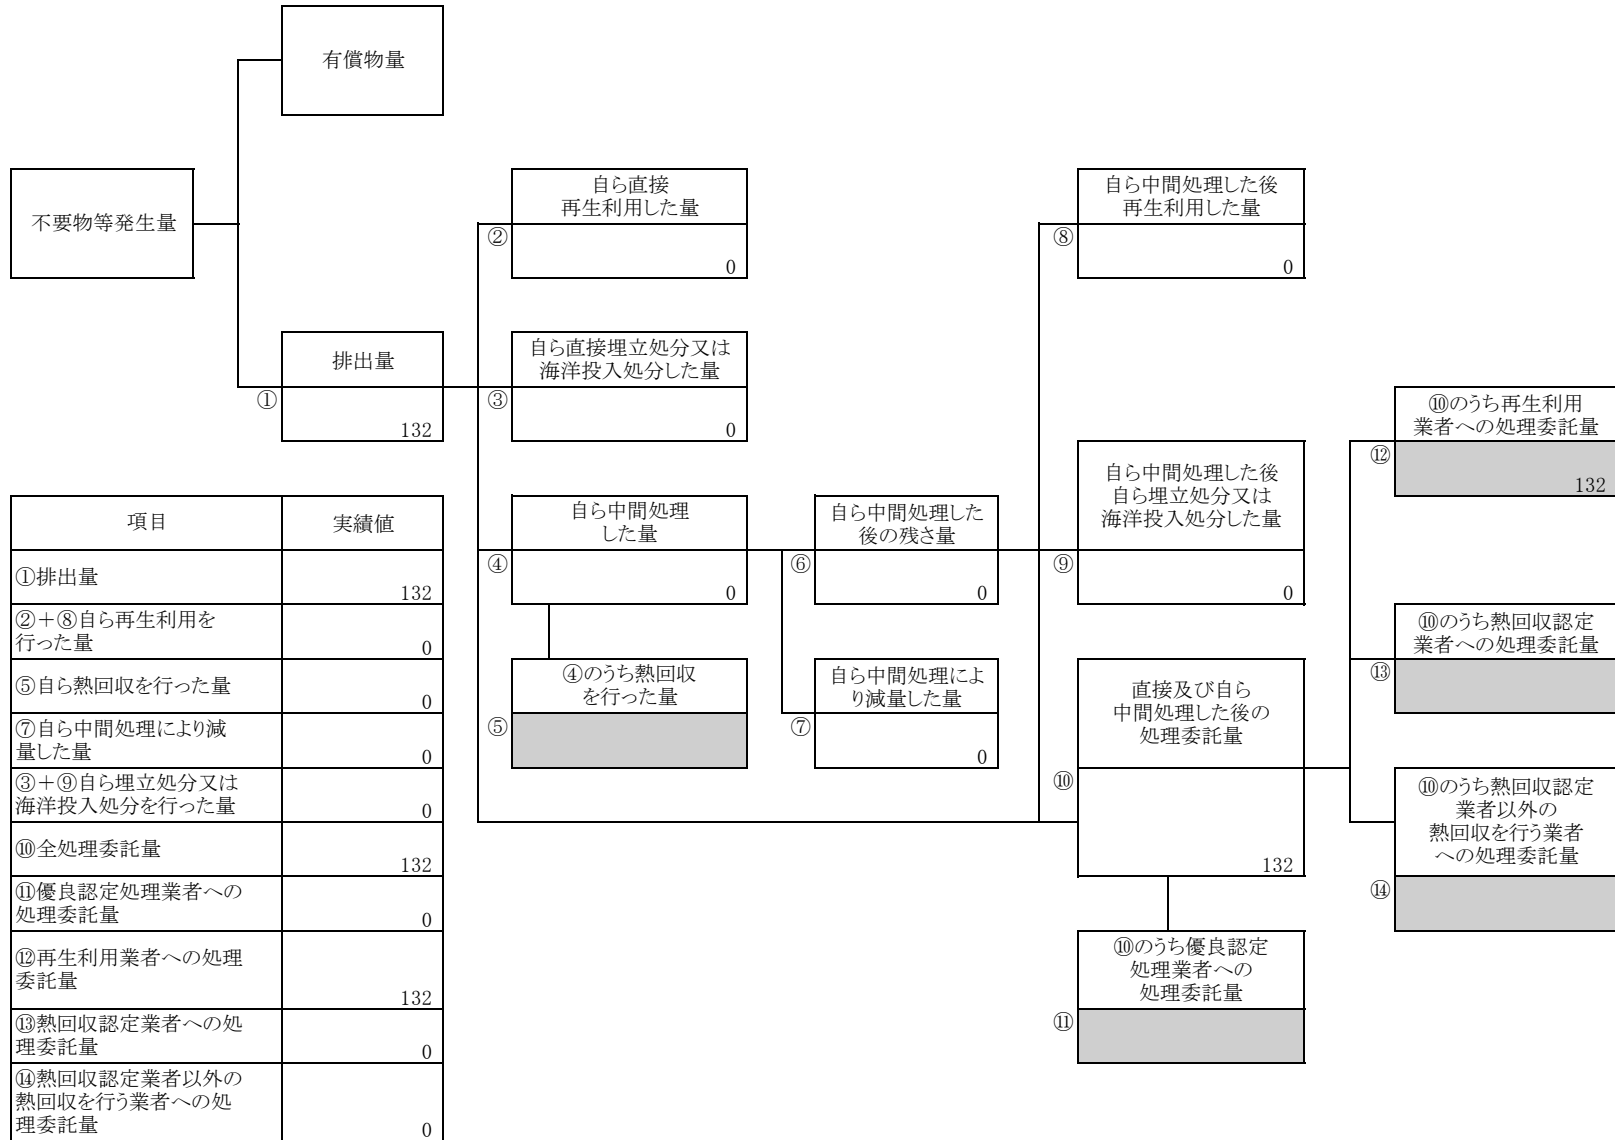 有償物量
不要物等発生量
自ら直接
再生利用した量
②
0
自ら中間処理した後
再生利用した量
⑧
0
排出量
①
132
自ら直接埋立処分又は
海洋投入処分した量
③
0
⑩のうち再生利用
業者への処理委託量
⑫
132
自ら中間処理
した量
④
0
自ら中間処理した
後の残さ量
⑥
0
自ら中間処理した後
自ら埋立処分又は
海洋投入処分した量
⑨
0
⑩のうち熱回収認定
業者への処理委託量
⑬
④のうち熱回収
を行った量
⑤
自ら中間処理によ
り減量した量
⑦
0
直接及び自ら
中間処理した後の
処理委託量
⑩
132
⑩のうち熱回収認定
業者以外の
熱回収を行う業者
への処理委託量
⑭
⑩のうち優良認定
処理業者への
処理委託量
⑪
項目 実績値
①排出量
132
②+⑧自ら再生利用を
行った量
0
⑤自ら熱回収を行った量
0
⑦自ら中間処理により減
量した量
0
③+⑨自ら埋立処分又は
海洋投入処分を行った量
0
⑩全処理委託量
132
⑪優良認定処理業者への
処理委託量
0
⑫再生利用業者への処理
委託量
132
⑬熱回収認定業者への処
理委託量
0
⑭熱回収認定業者以外の
熱回収を行う業者への処
理委託量
0